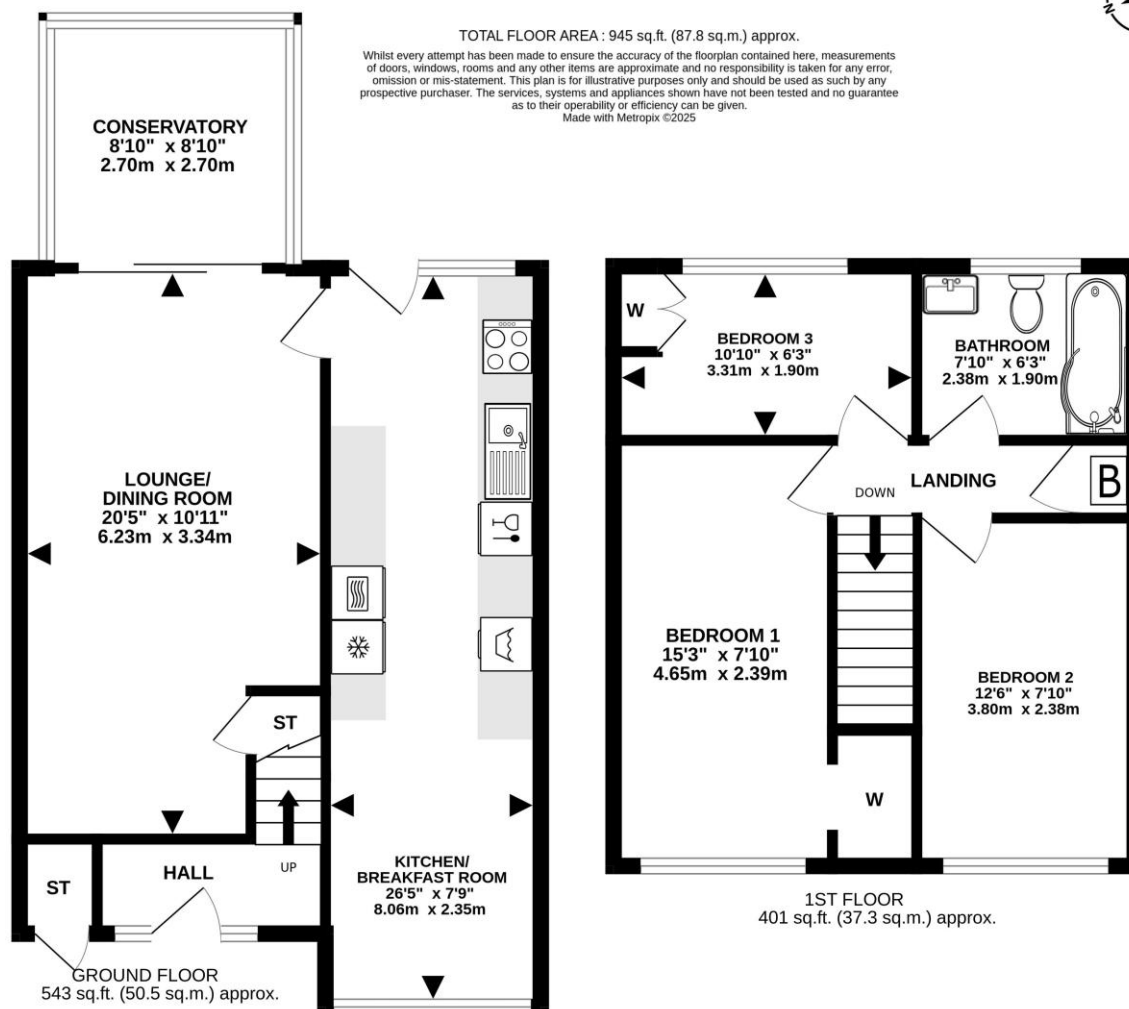 TOTAL FLOOR AREA : 945 sq.ft. (87.8 sq.m.) approx.
Whilst every attempt has been made to ensure the accuracy of the floorplan contained here, measurements
of doors, windows, rooms and any other items are approximate and no responsibility is taken for any error,
omission or mis-statement. This plan is for illustrative purposes only and should be used as such by any
prospective purchaser. The services, systems and appliances shown have not been tested and no guarantee
as to their operability or efficiency can be given.
Made with Metropix ©2025
N
CONSERVATORY
8'10" x 8'10"
2.70m x 2.70m
LOUNGE/
DINING ROOM
20'5" x 10'11"
6.23m x 3.34m
ST
UP
HALL
ST
KITCHEN/
BREAKFAST ROOM
26'5" x 7'9"
8.06m x 2.35m
GROUND FLOOR
543 sq.ft. (50.5 sq.m.) approx.
W
BEDROOM 3
10'10" x 6'3"
3.31m x 1.90m
BATHROOM
7'10" x 6'3"
2.38m x 1.90m
DOWN
LANDING
B
BEDROOM 1
15'3" x 7'10"
4.65m x 2.39m
BEDROOM 2
12'6" x 7'10"
3.80m x 2.38m
W
1ST FLOOR
401 sq.ft. (37.3 sq.m.) approx.